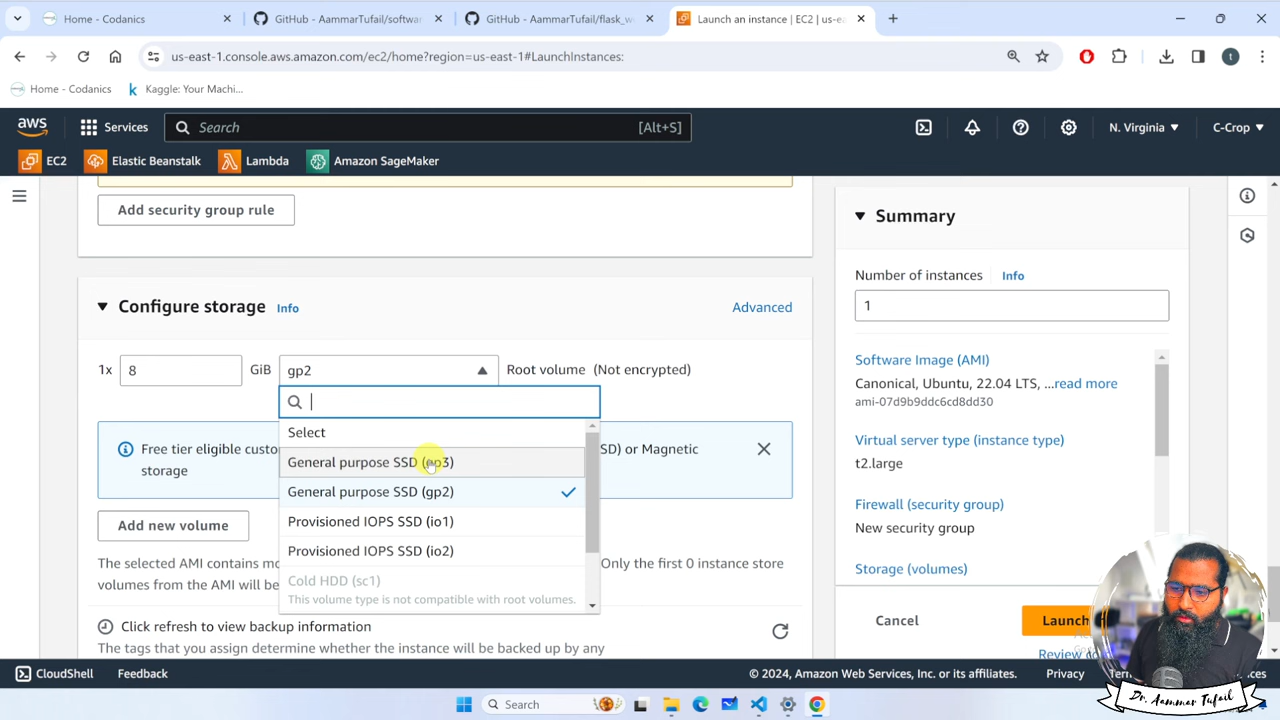 Home - Codanics
GitHub - AammarTufail/softwar
GitHub - AammarTufail/flask_w
Launch an instance | EC2 | us-ea
us-east-1.console.aws.amazon.com/ec2/home?region=us-east-1#LaunchInstances:
t
Home - Codanics
Kaggle: Your Machi...
aws
Services
Search
[Alt+S]
N. Virginia
C-Crop
EC2
Elastic Beanstalk
Lambda
Amazon SageMaker
Add security group rule
Configure storage
Info
Advanced
1x
8
GiB
gp2
Root volume (Not encrypted)
Select
General purpose SSD (gp3)
General purpose SSD (gp2)
Provisioned IOPS SSD (io1)
Provisioned IOPS SSD (io2)
Cold HDD (sc1)
This volume type is not compatible with root volumes.
Free tier eligible custo
SD) or Magnetic
storage
Add new volume
The selected AMI contains mo
Only the first 0 instance store
volumes from the AMI will be
Click refresh to view backup information
The tags that you assign determine whether the instance will be backed up by any
Summary
Number of instances
Info
1
Software Image (AMI)
Canonical, Ubuntu, 22.04 LTS, ...read more
ami-07d9b9ddc6cd8dd30
Virtual server type (instance type)
t2.large
Firewall (security group)
New security group
Storage (volumes)
Cancel
Launch
Review co
CloudShell
Feedback
© 2024, Amazon Web Services, Inc. or its affiliates.
Privacy
Search
Dr. Aammar Tufail